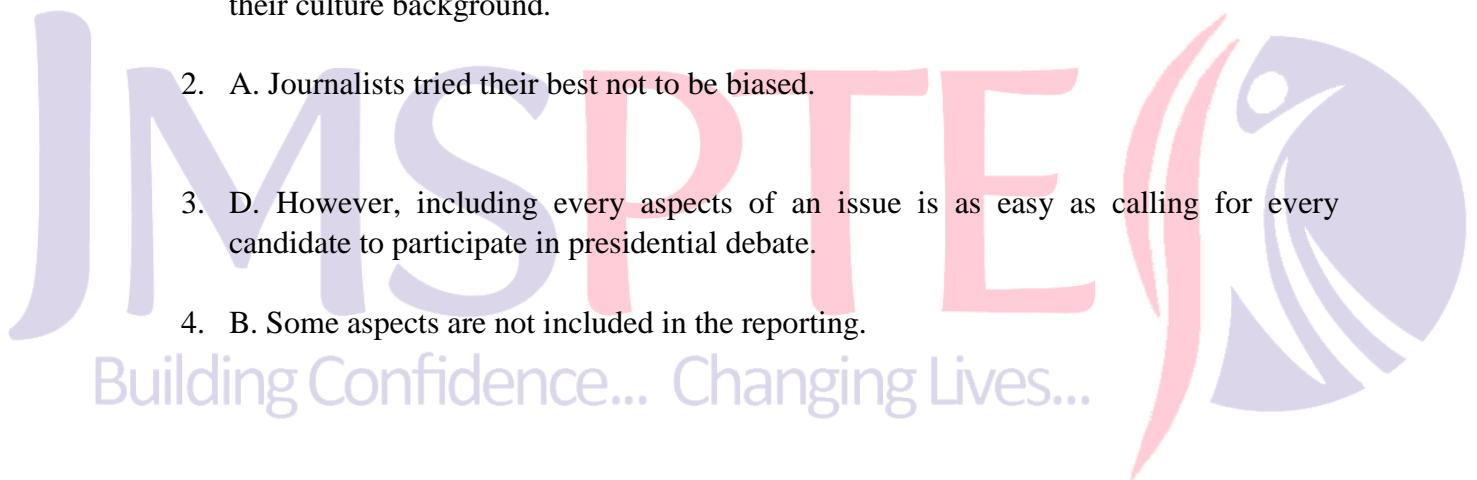 their culture background.
2. A. Journalists tried their best not to be biased.
3. D. However, including every aspects of an issue is as easy as calling for every
candidate to participate in presidential debate.
4. B. Some aspects are not included in the reporting.
JMSPTE
Building Confidence... Changing Lives...